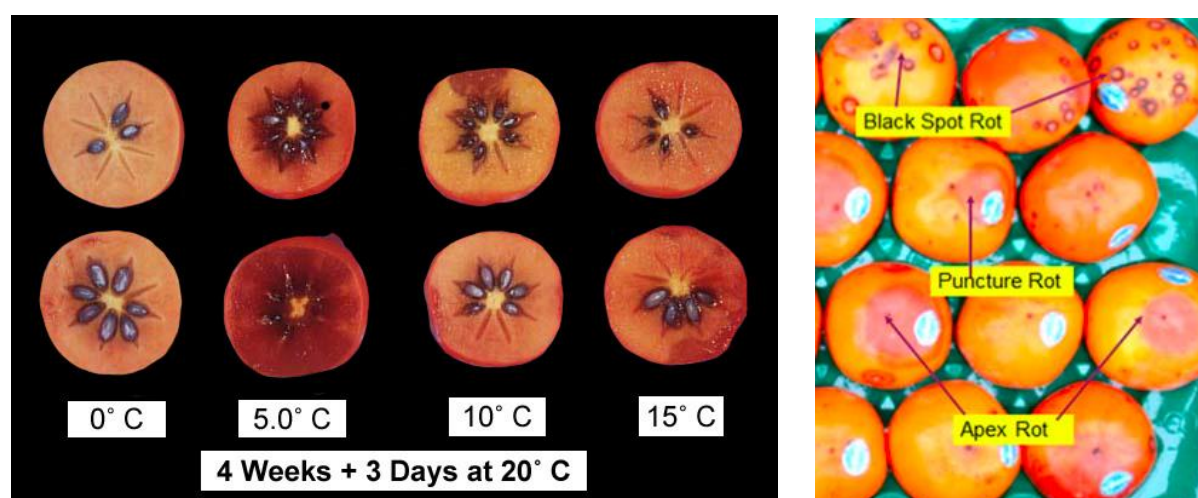 0° C
5.0° C
10° C
15° C
4 Weeks + 3 Days at 20° C
Black Spot Rot
Puncture Rot
Apex Rot